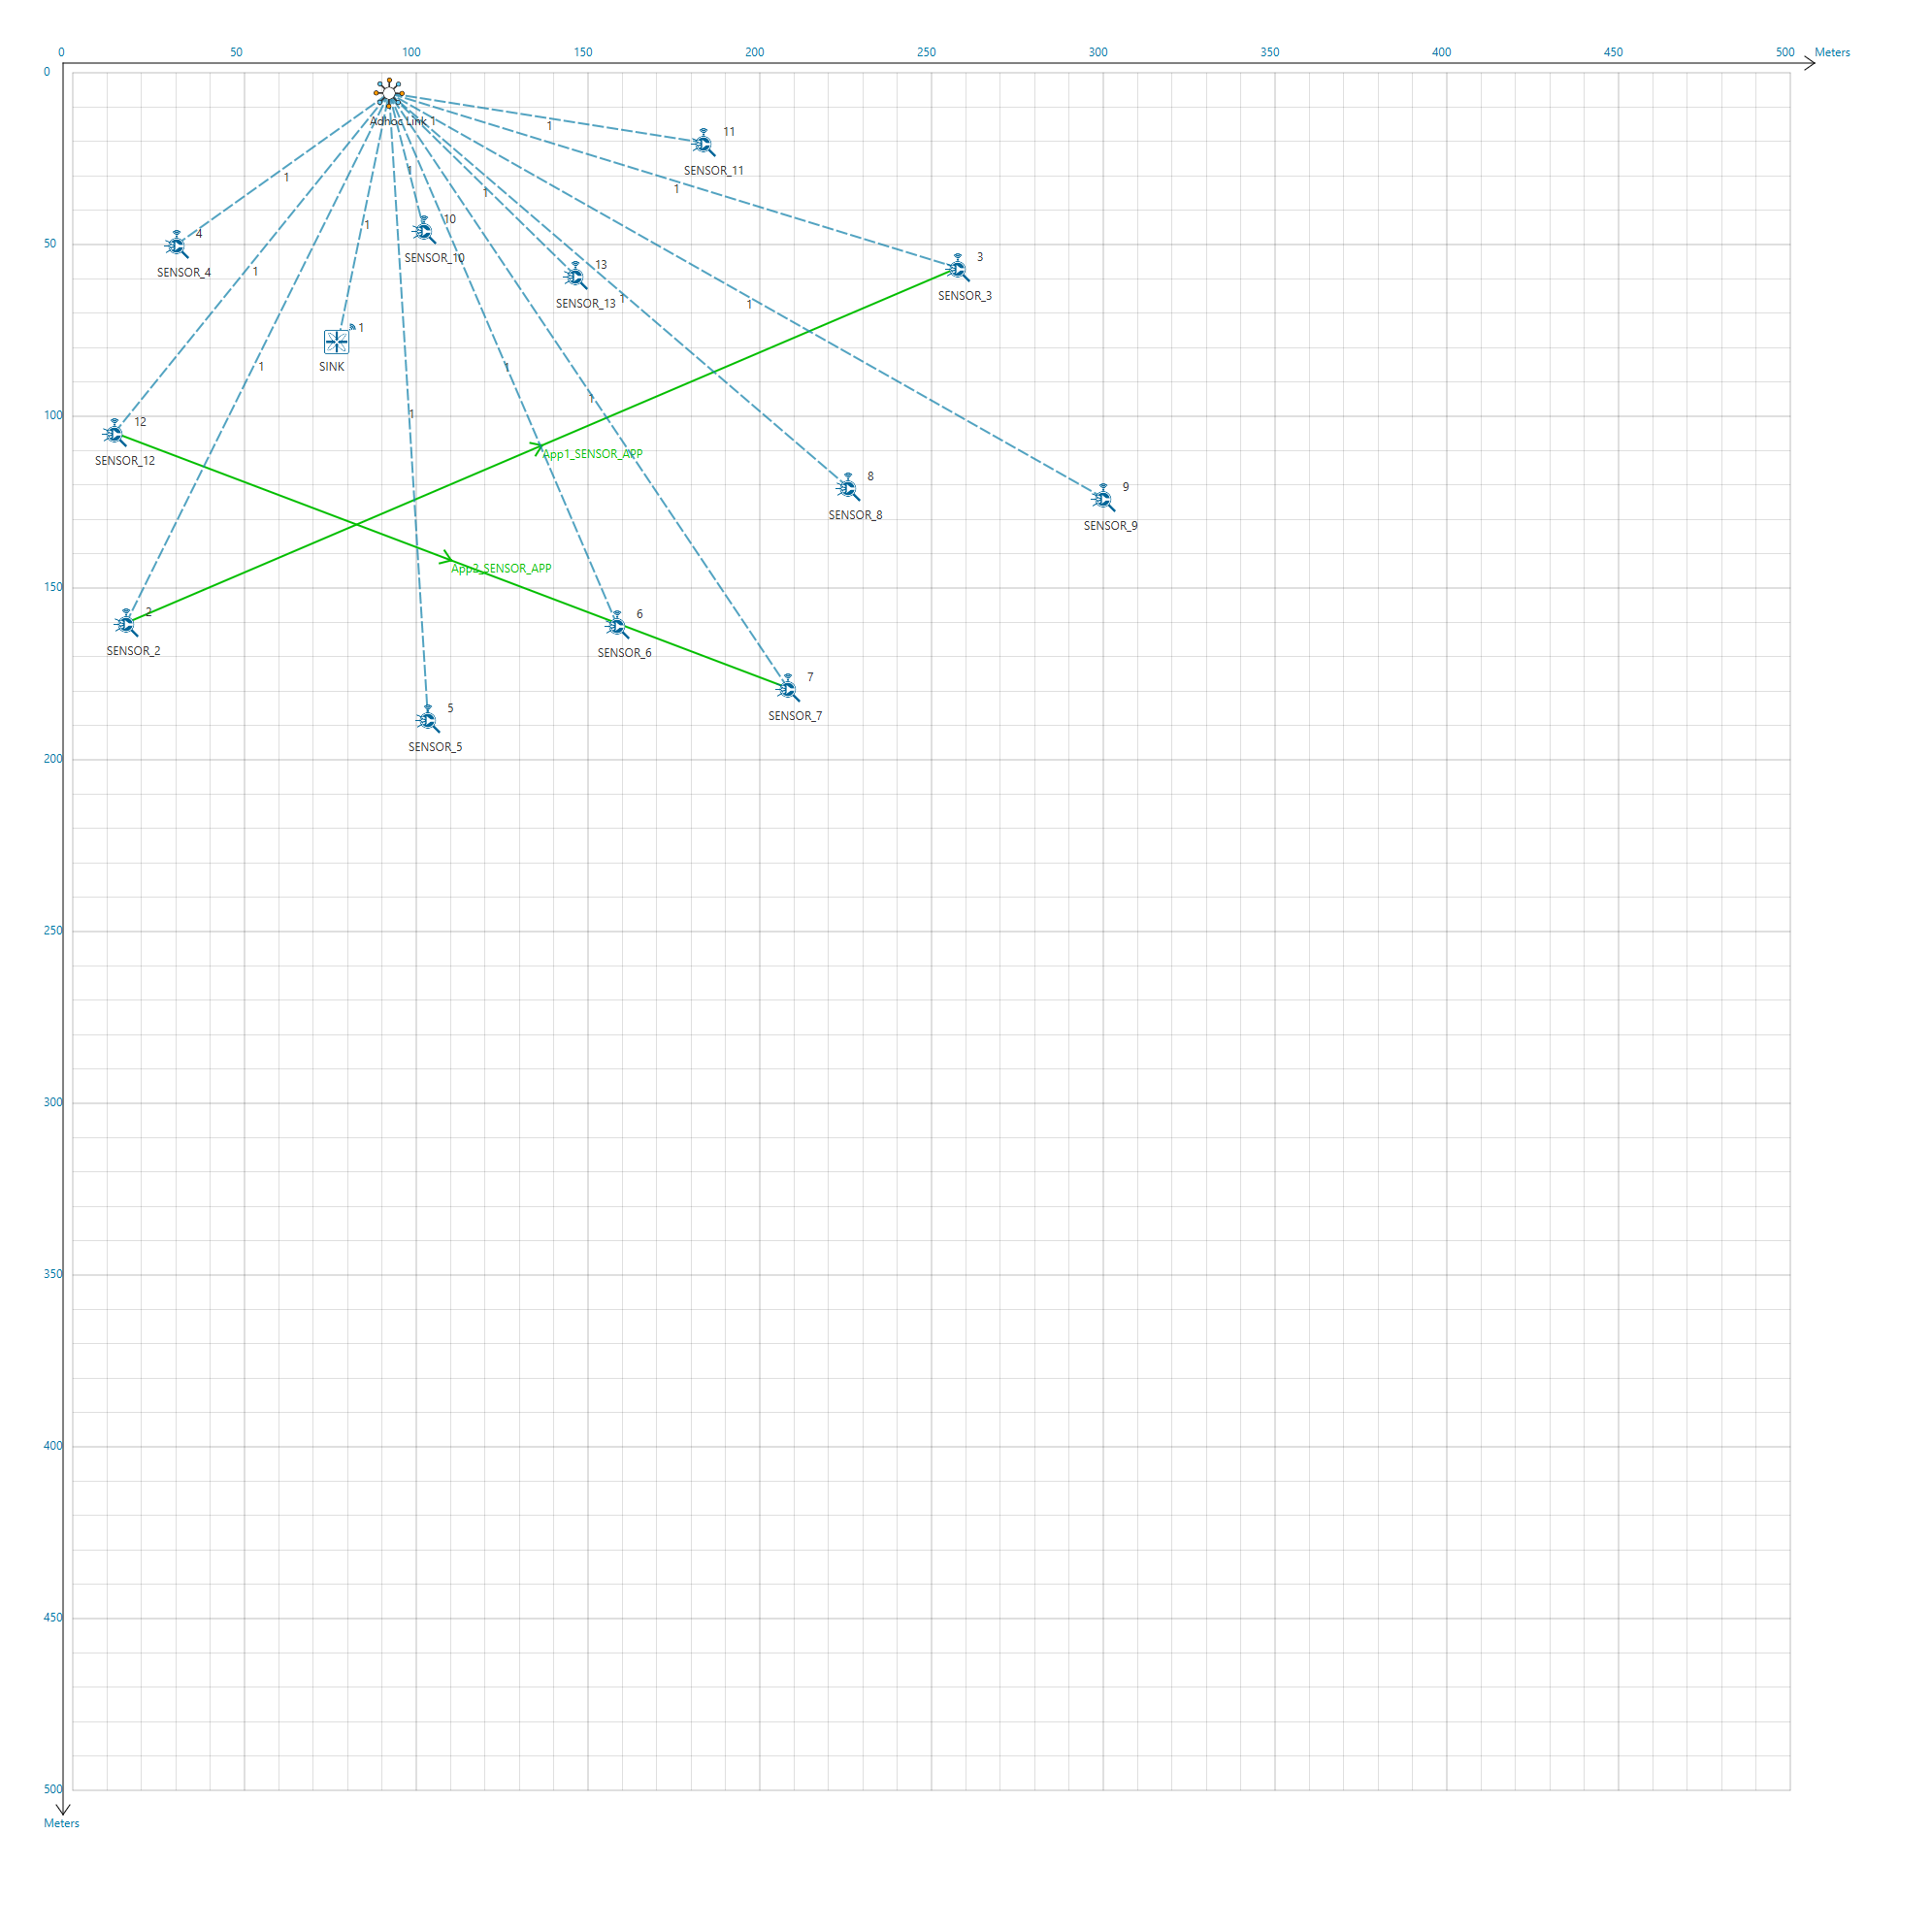 0 50 100 150 200 250 300 350 400 450 500 Meters
0
Adhoc Link 1
1
11
SENSOR_11
1
1
1
1
10
1
4
50
3
SENSOR_10
13
SENSOR_4
1
SENSOR_3
1
SENSOR_13
1
1
SINK
1
1
1
100
1
12
App1_SENSOR_APP
SENSOR_12
8
9
SENSOR_8
SENSOR_9
App2_SENSOR_APP
150
2
6
SENSOR_2
SENSOR_6
7
5
SENSOR_7
SENSOR_5
200
250
300
350
400
450
500
Meters